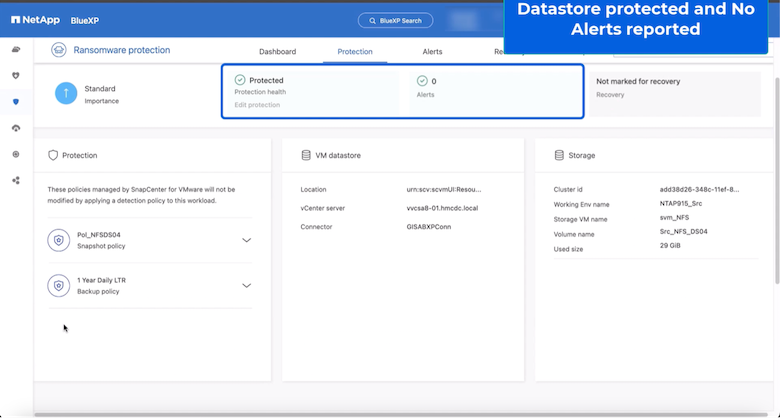 NetApp BlueXP
BlueXP Search
Datastore protected and No
Alerts reported
Ransomware protection
Dashboard
Protection
Alerts
Standard
Importance
Protected
Protection health
Edit protection
0
Alerts
Not marked for recovery
Recovery
Protection
These policies managed by SnapCenter for VMware will not be
modified by applying a detection policy to this workload.
Pol_NFSDS04
Snapshot policy
1 Year Daily LTR
Backup policy
VM datastore
Location urn:scv:scvmUI:Resou...
vCenter server vvcsa8-01.hmcdc.local
Connector GISABXPConn
Storage
Cluster id add38d26-348c-11ef-8...
Working Env name NTAP915_Src
Storage VM name svm_NFS
Volume name Src_NFS_DS04
Used size 29 GiB